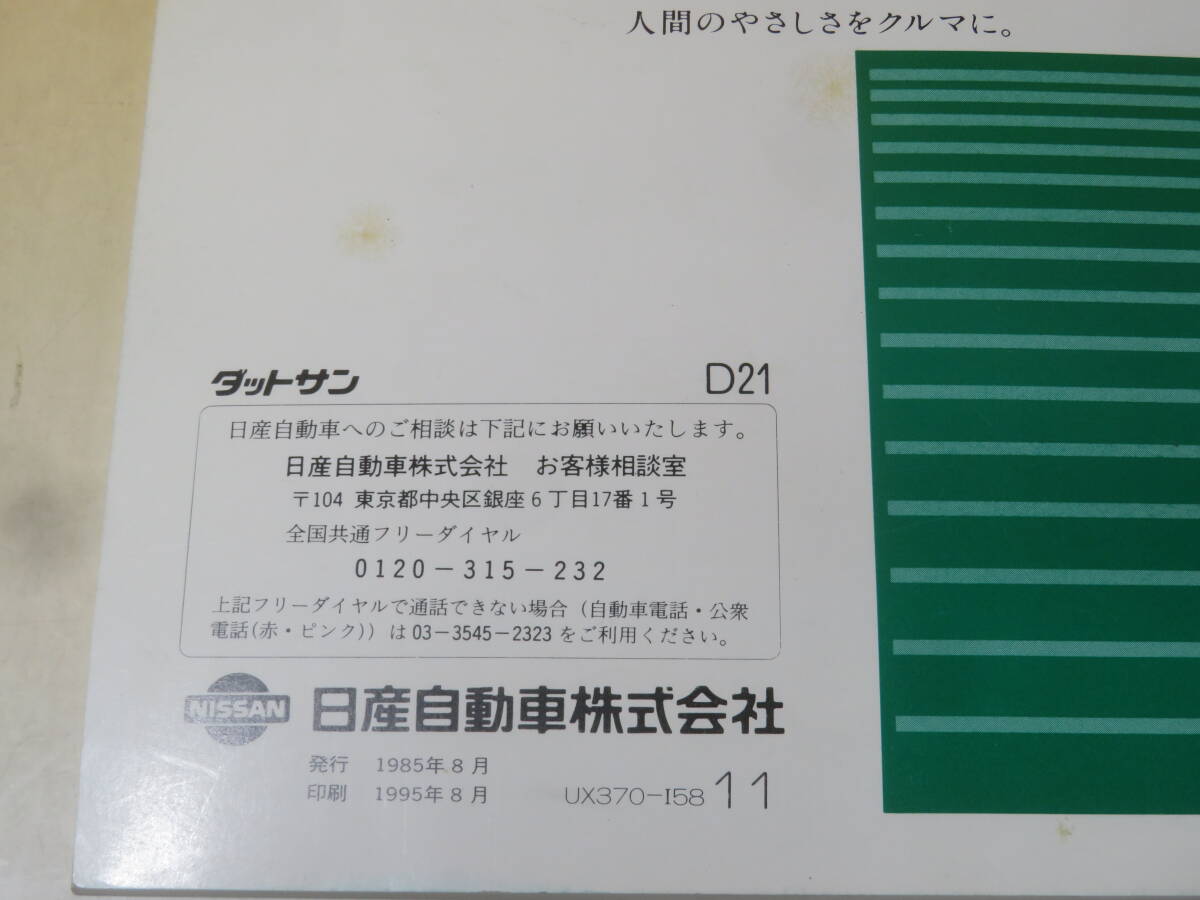 人間のやさしさをクルマに。
ダットサン D21
日産自動車へのご相談は下記にお願いいたします。
日産自動車株式会社 お客様相談室
〒104 東京都中央区銀座6丁目17番1号
全国共通フリーダイヤル
0120-315-232
上記フリーダイヤルで通話できない場合(自動車電話・公衆
電話(赤・ピンク))は03-3545-2323をご利用ください。
NISSAN 日産自動車株式会社
発行 1985年8月
印刷 1995年8月 UX370-I58 11